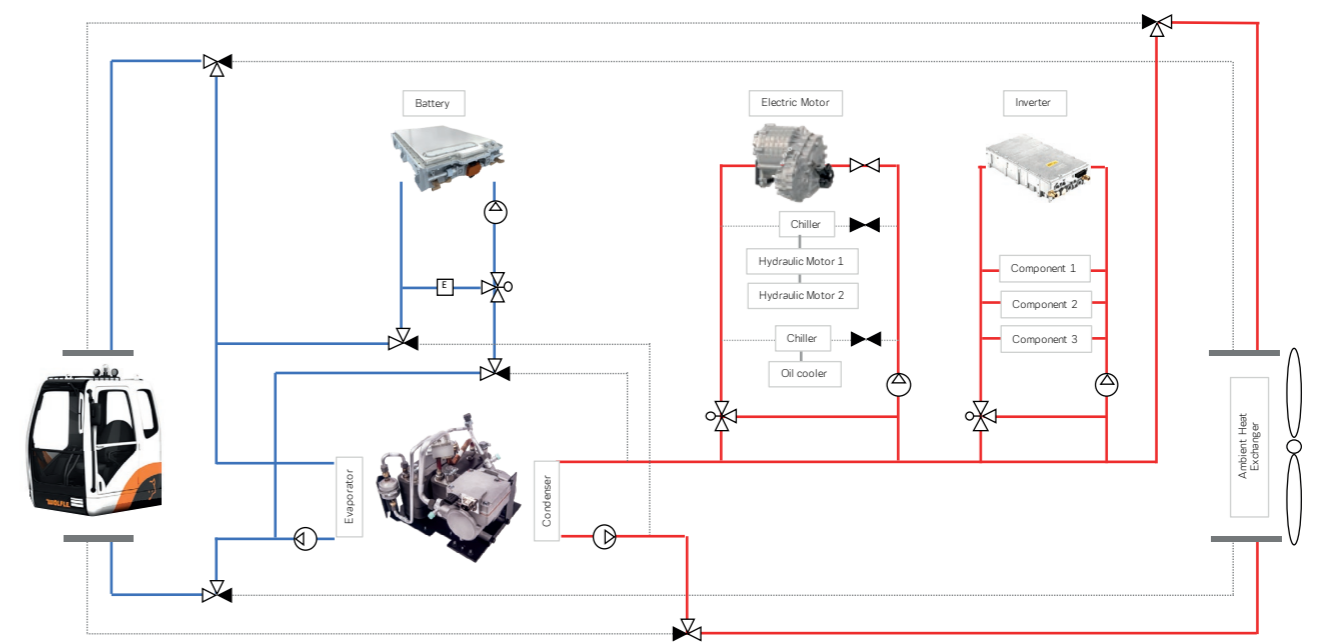 Battery
Electric Motor
Inverter
Chiller
Hydraulic Motor 1
Hydraulic Motor 2
Chiller
Oil cooler
Component 1
Component 2
Component 3
E
Evaporator
Condenser
Ambient Heat
Exchanger
WOLFLE